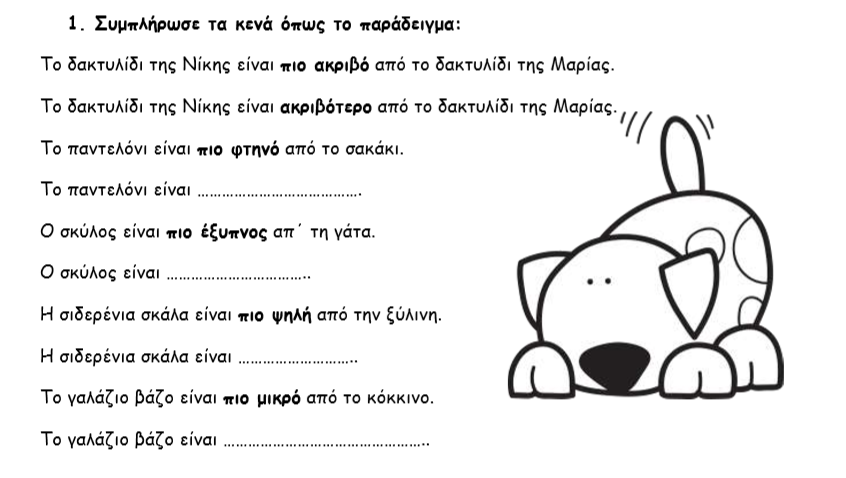 1. Συμπλήρωσε τα κενά όπως το παράδειγμα:
Το δακτυλίδι της Νίκης είναι πιο ακριβό από το δακτυλίδι της Μαρίας.
Το δακτυλίδι της Νίκης είναι ακριβότερο από το δακτυλίδι της Μαρίας.
Το παντελόνι είναι πιο φτηνό από το σακάκι.
Το παντελόνι είναι ………………………………….
Ο σκύλος είναι πιο έξυπνος απ΄ τη γάτα.
Ο σκύλος είναι ……………………………..
Η σιδερένια σκάλα είναι πιο ψηλή από την ξύλινη.
Η σιδερένια σκάλα είναι ………………………..
Το γαλάζιο βάζο είναι πιο μικρό από το κόκκινο.
Το γαλάζιο βάζο είναι …………………………………………..